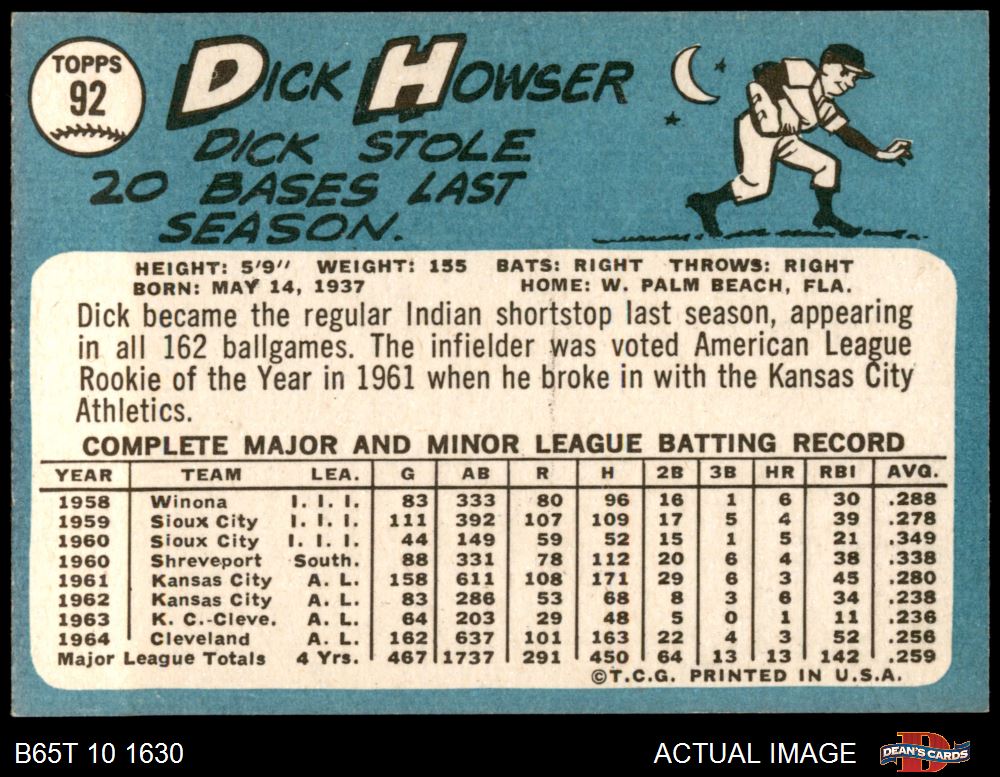 TOPPS
92
DICK HOWSER
DICK STOLE
20 BASES LAST
SEASON.
HEIGHT: 5'9" WEIGHT: 155 BATS: RIGHT THROWS: RIGHT
BORN: MAY 14, 1937 HOME: W. PALM BEACH, FLA.
Dick became the regular Indian shortstop last season, appearing
in all 162 ballgames. The infielder was voted American League
Rookie of the Year in 1961 when he broke in with the Kansas City
Athletics.
COMPLETE MAJOR AND MINOR LEAGUE BATTING RECORD
YEAR TEAM LEA. G AB R H 2B 3B HR RBI AVG.
1958 Winona I. I. I. 83 333 80 96 16 1 6 30 .288
1959 Sioux City I. I. I. 111 392 107 109 17 5 4 39 .278
1960 Sioux City I. I. I. 44 149 59 52 15 1 5 21 .349
1960 Shreveport South. 88 331 78 112 20 6 4 38 .338
1961 Kansas City A. L. 158 611 108 171 29 6 3 45 .280
1962 Kansas City A. L. 83 286 53 68 8 3 6 34 .238
1963 K. C.-Cleve. A. L. 64 203 29 48 5 0 1 11 .236
1964 Cleveland A. L. 162 637 101 163 22 4 3 52 .256
Major League Totals 4 Yrs. 467 1737 291 450 64 13 13 142 .259
©T.C.G. PRINTED IN U.S.A.
B65T 10 1630 ACTUAL IMAGE DEAN'S CARDS